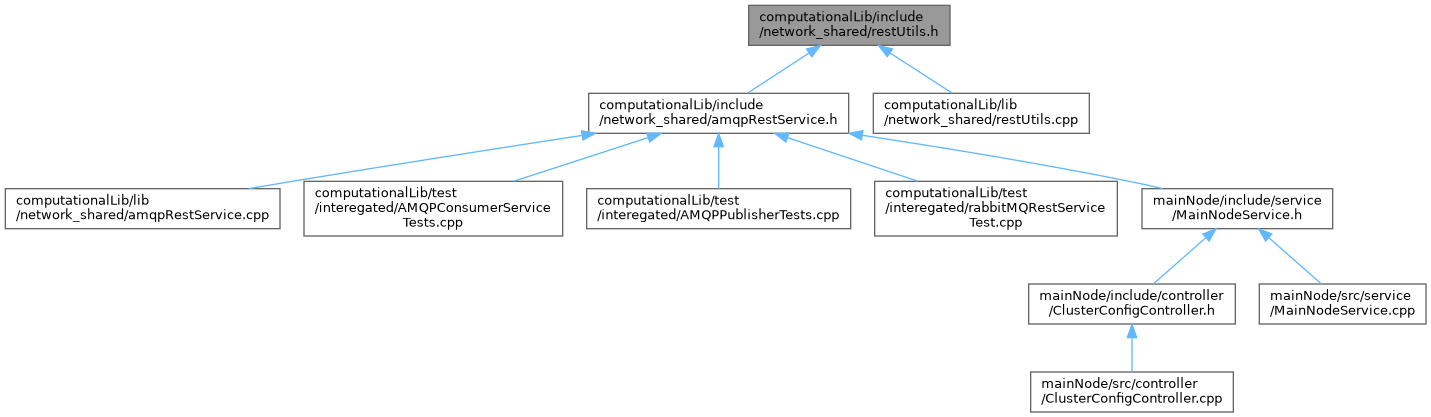 computationalLib/include
/network_shared/restUtils.h
computationalLib/include
/network_shared/amqpRestService.h
computationalLib/lib
/network_shared/restUtils.cpp
computationalLib/lib
/network_shared/amqpRestService.cpp
computationalLib/test
/interegated/AMQPConsumerService
Tests.cpp
computationalLib/test
/interegated/AMQPPublisherTests.cpp
computationalLib/test
/interegated/rabbitMQRestService
Test.cpp
mainNode/include/service
/MainNodeService.h
mainNode/include/controller
/ClusterConfigController.h
mainNode/src/service
/MainNodeService.cpp
mainNode/src/controller
/ClusterConfigController.cpp